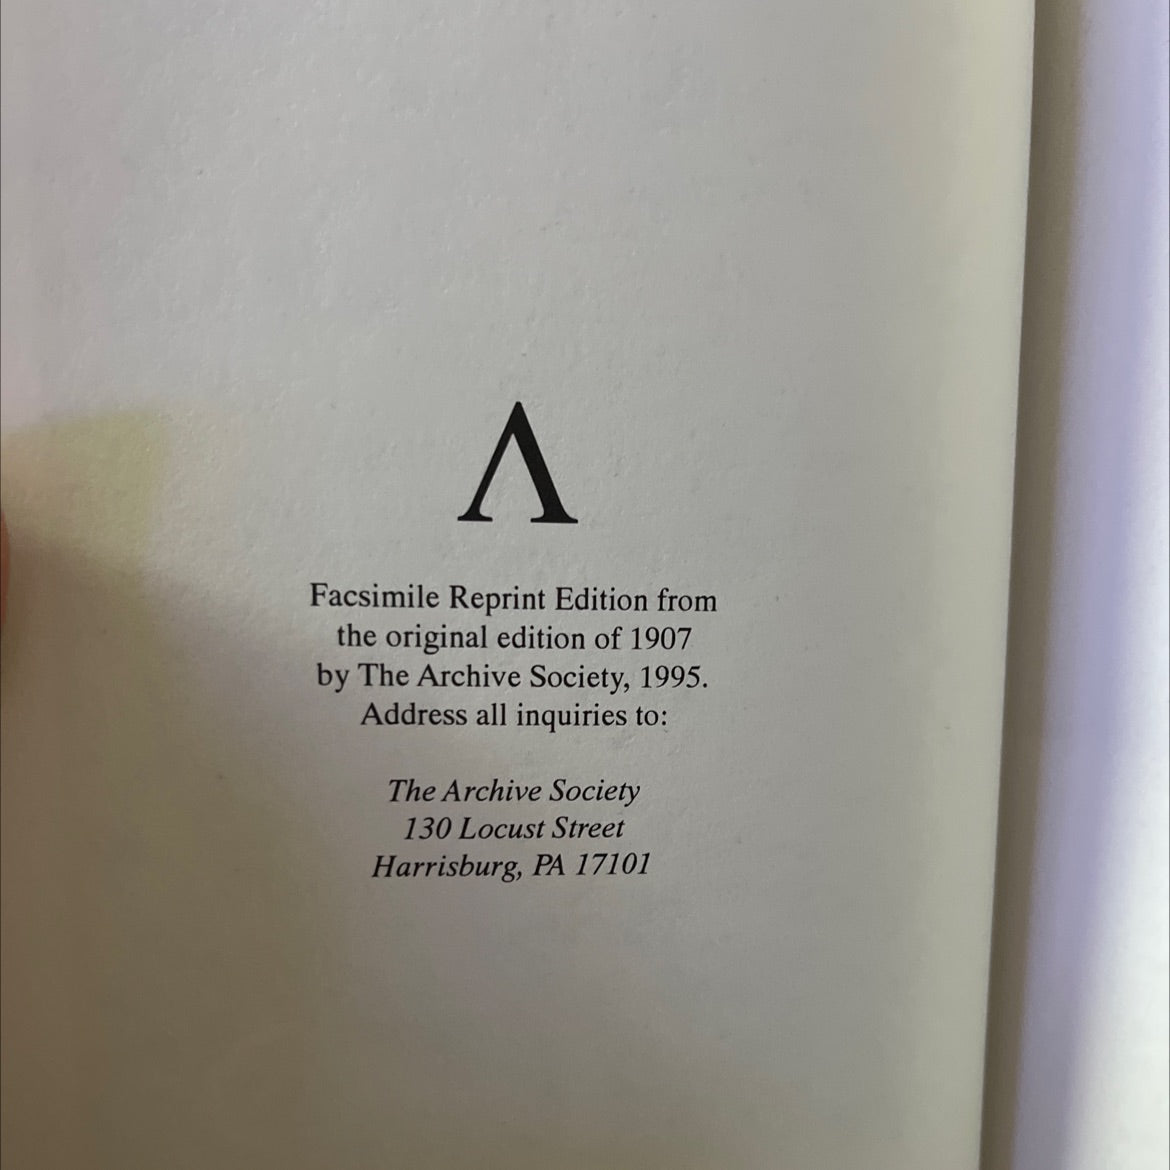 Λ
Facsimile Reprint Edition from
the original edition of 1907
by The Archive Society, 1995.
Address all inquiries to:
The Archive Society
130 Locust Street
Harrisburg, PA 17101